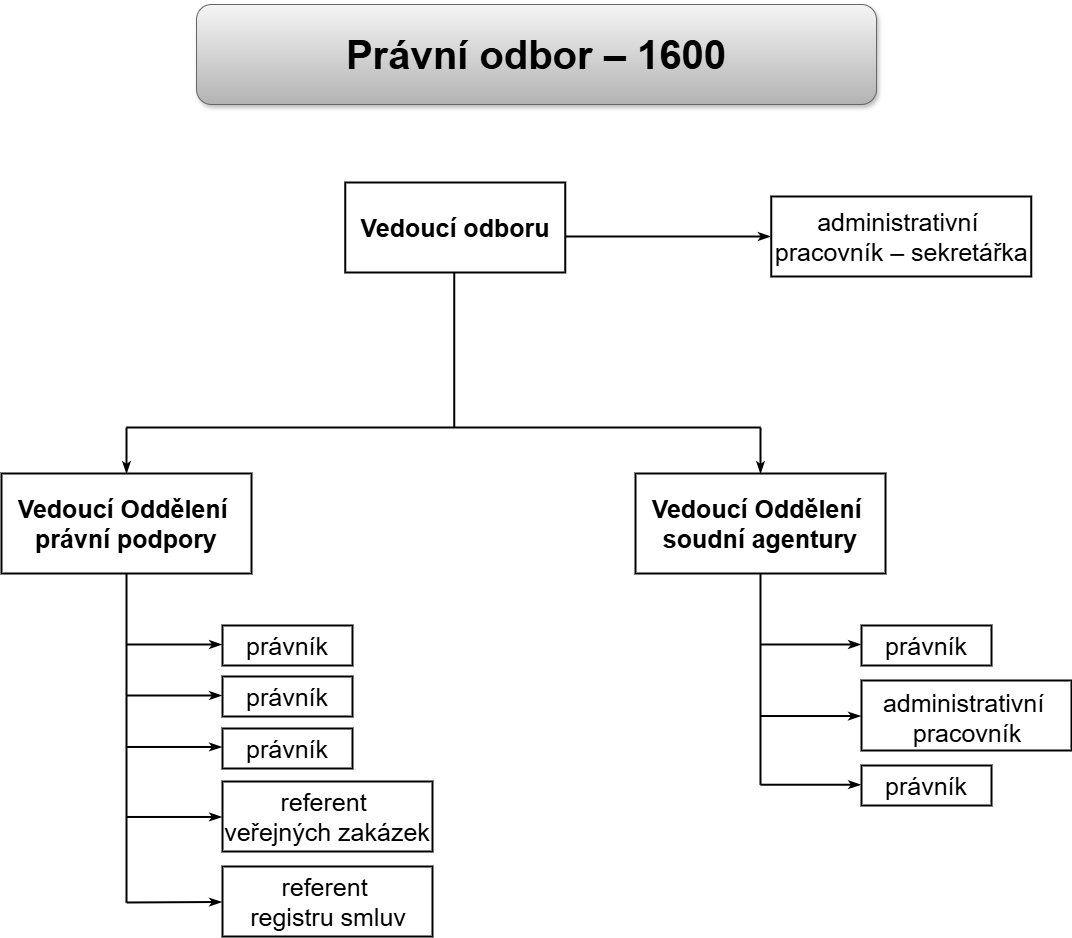 Právní odbor – 1600
Vedoucí odboru
administrativní
pracovník – sekretářka
Vedoucí Oddělení
právní podpory
právník
právník
právník
referent
veřejných zakázek
referent
registru smluv
Vedoucí Oddělení
soudní agentury
právník
administrativní
pracovník
právník